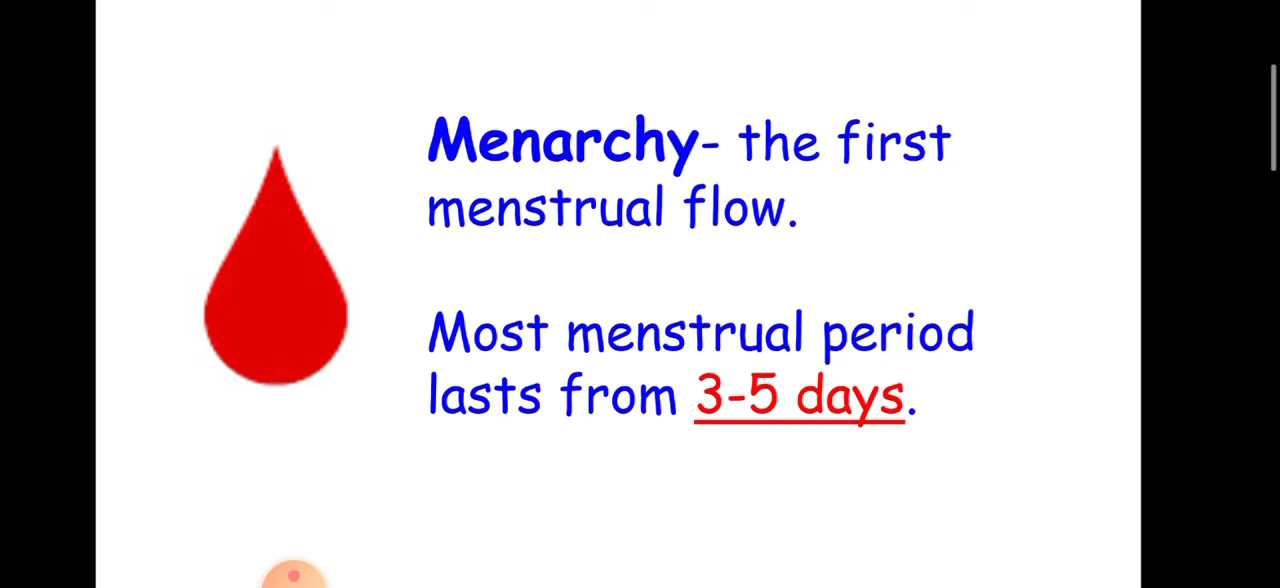 Menarchy- the first
menstrual flow.
Most menstrual period
lasts from 3-5 days.